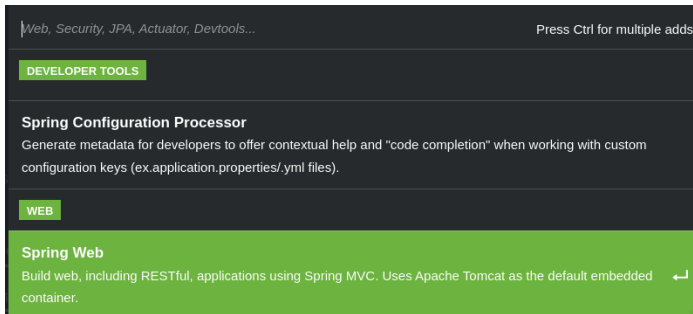 Web, Security, JPA, Actuator, Devtools... Press Ctrl for multiple adds
DEVELOPER TOOLS
Spring Configuration Processor
Generate metadata for developers to offer contextual help and "code completion" when working with custom
configuration keys (ex.application.properties/.yml files).
WEB
Spring Web
Build web, including RESTful, applications using Spring MVC. Uses Apache Tomcat as the default embedded
container.